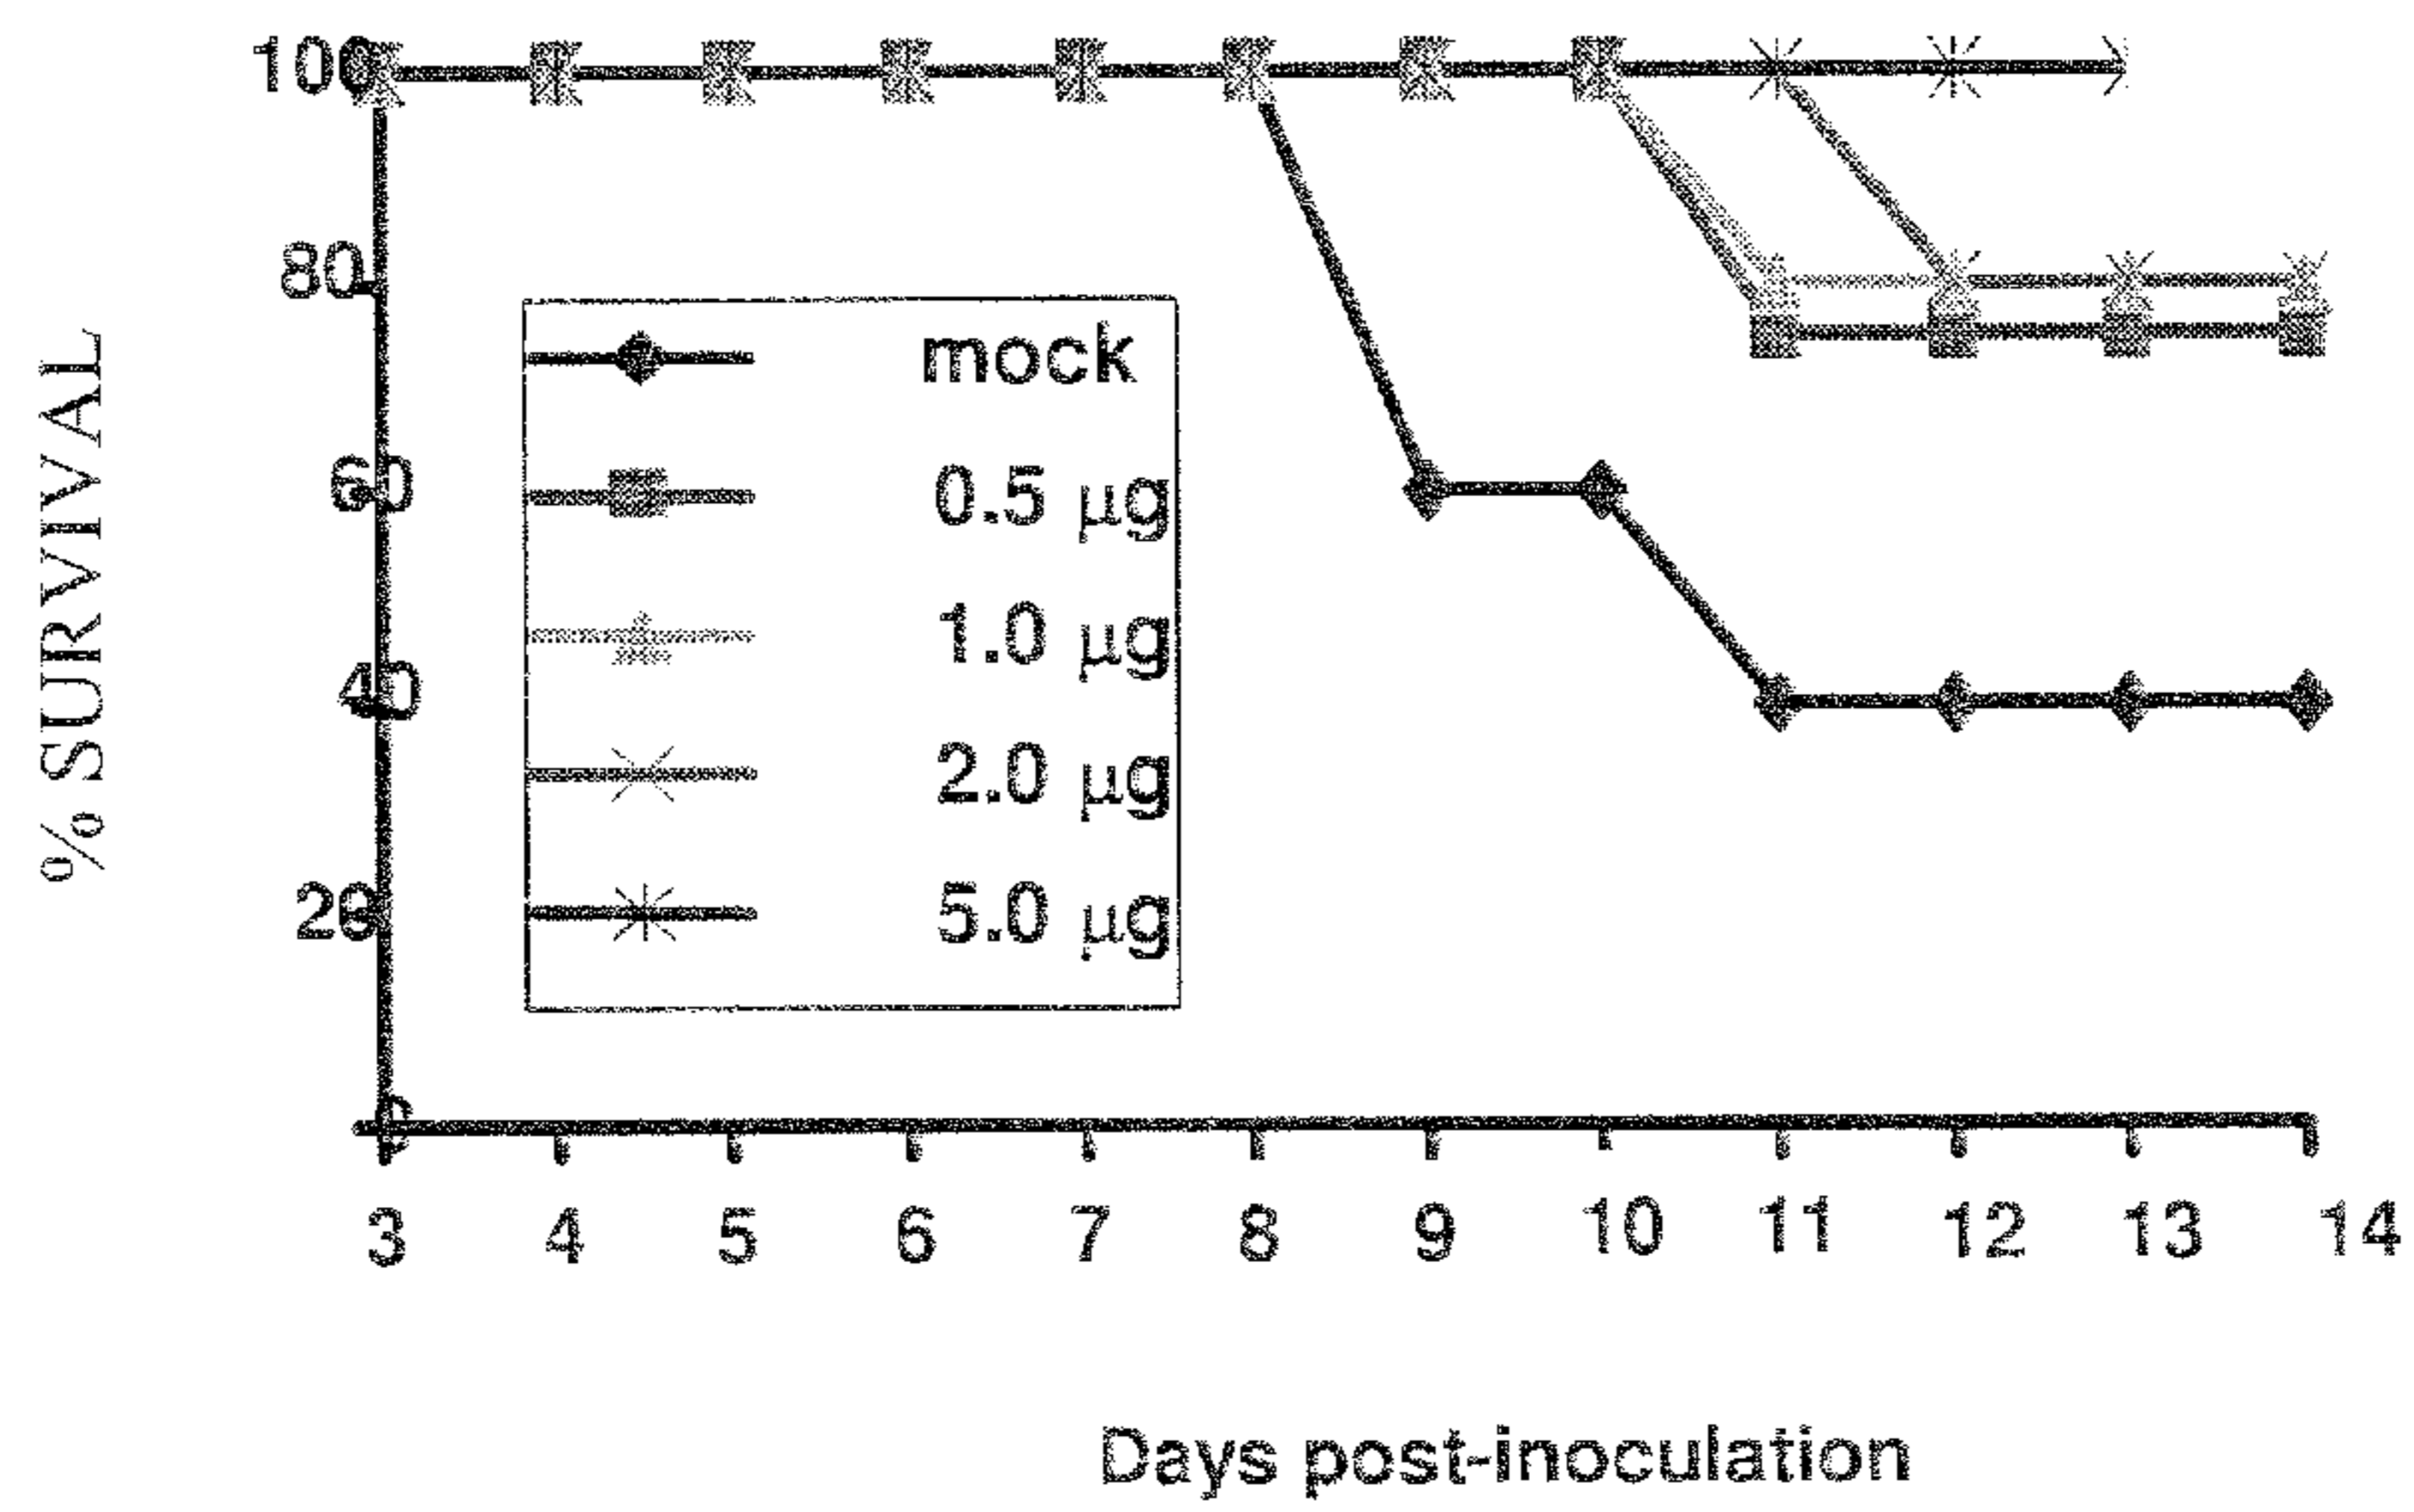 % SURVIVAL
100
80
60
40
20
0
mock
0.5 µg
1.0 µg
2.0 µg
5.0 µg
3 4 5 6 7 8 9 10 11 12 13 14
Days post-inoculation